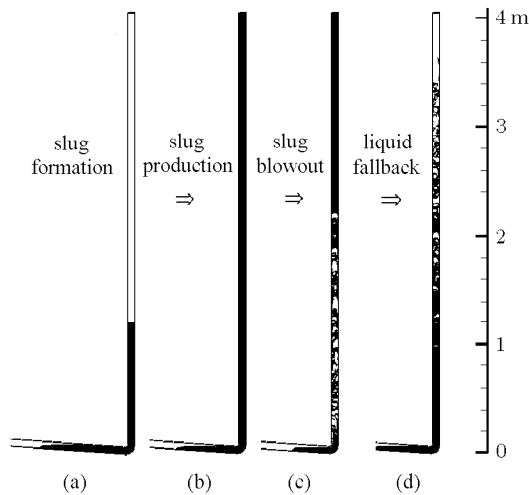 slug
formation
slug
production
⇒
slug
blowout
⇒
liquid
fallback
⇒
4 m
3
2
1
0
(a)
(b)
(c)
(d)